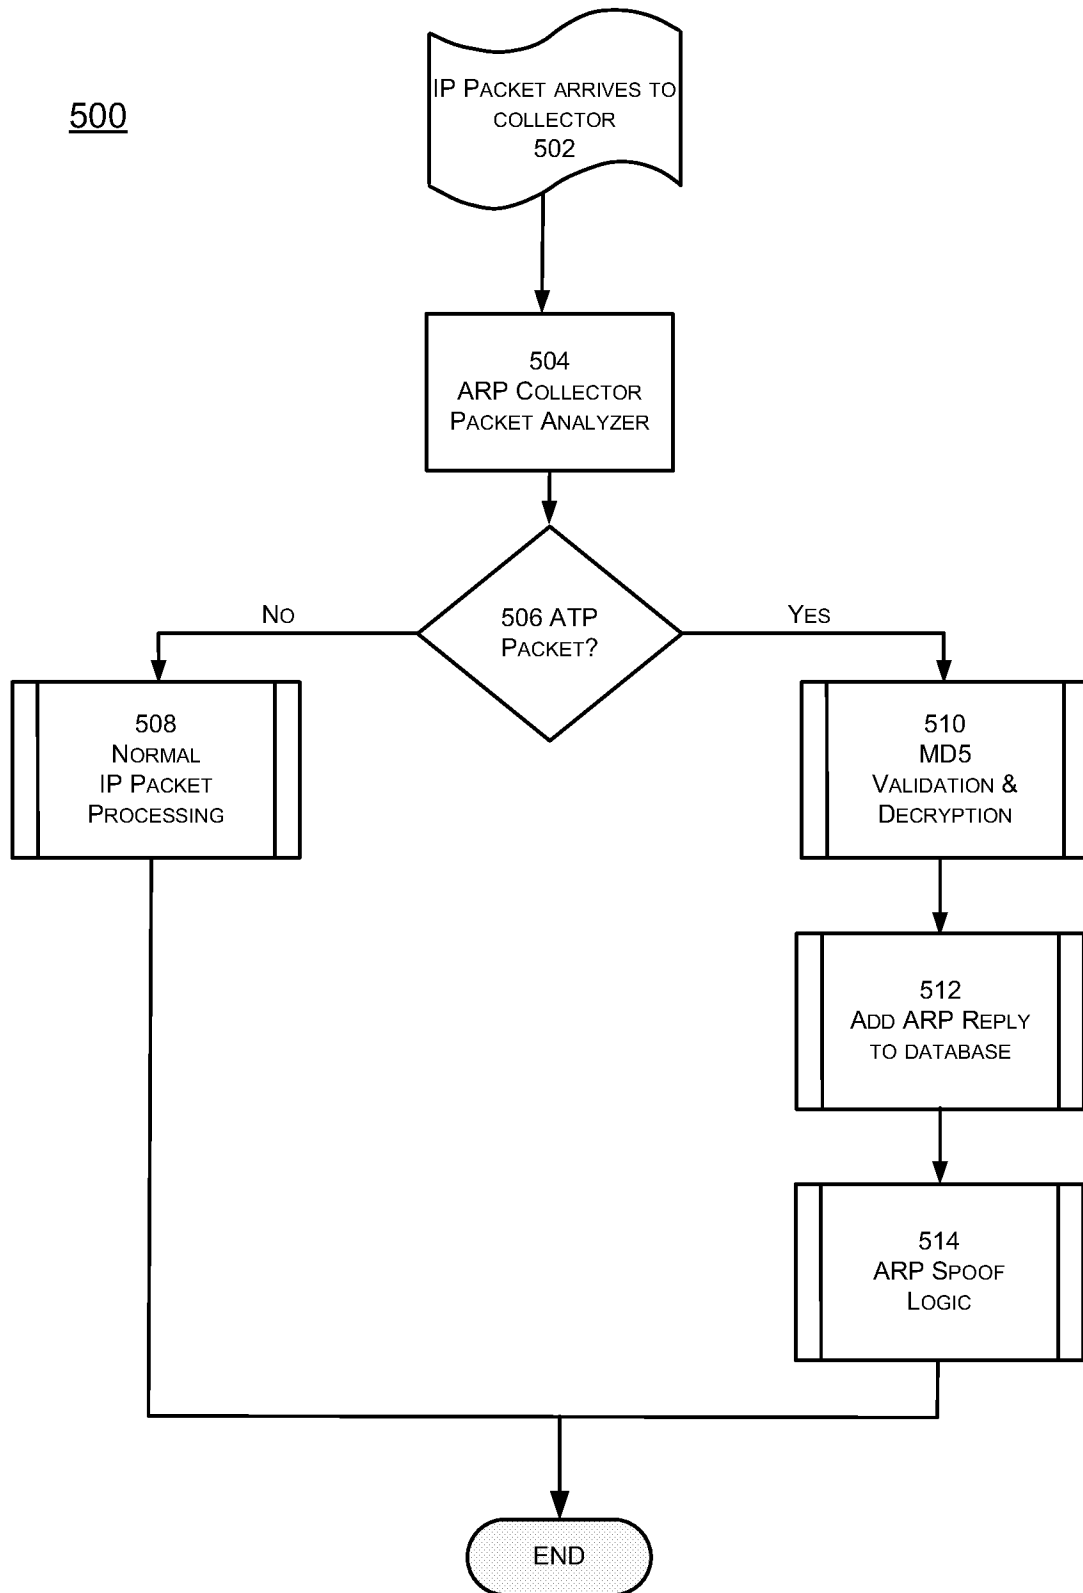 500
IP PACKET ARRIVES TO
COLLECTOR
502
504
ARP COLLECTOR
PACKET ANALYZER
506 ATP
PACKET?
NO
YES
508
NORMAL
IP PACKET
PROCESSING
510
MD5
VALIDATION &
DECRYPTION
512
ADD ARP REPLY
TO DATABASE
514
ARP SPOOF
LOGIC
END